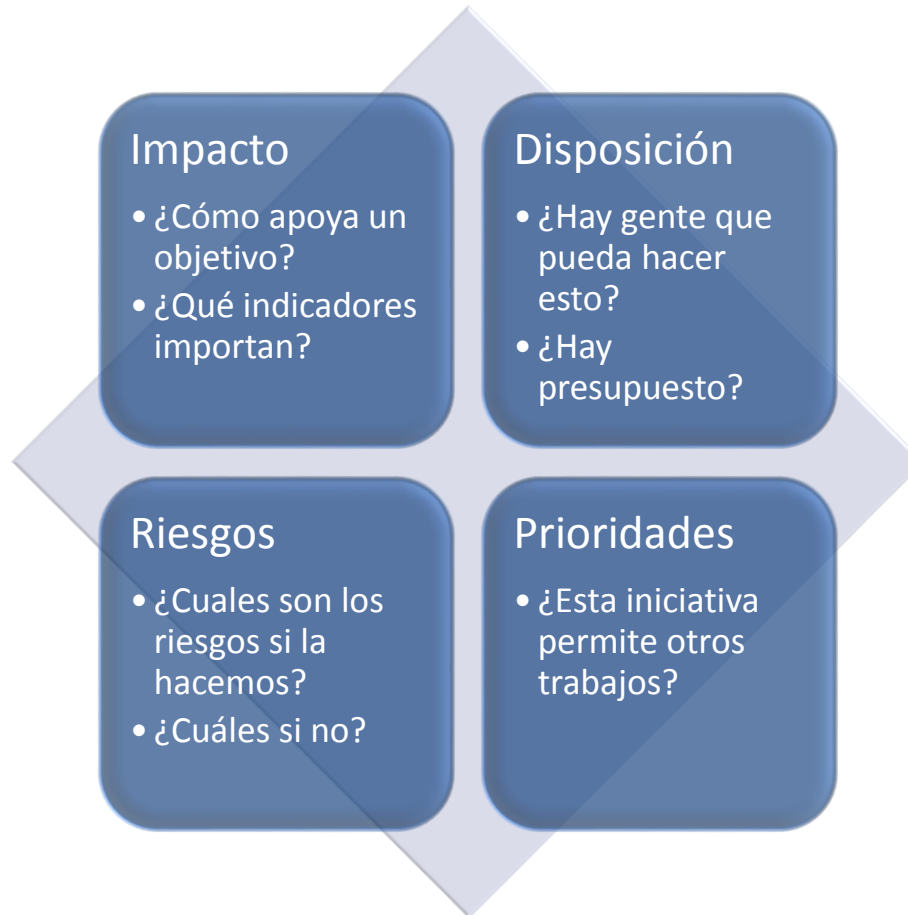 Impacto
• ¿Cómo apoya un
objetivo?
• ¿Qué indicadores
importan?
Disposición
• ¿Hay gente que
pueda hacer
esto?
• ¿Hay
presupuesto?
Riesgos
• ¿Cuales son los
riesgos si la
hacemos?
• ¿Cuáles si no?
Prioridades
• ¿Esta iniciativa
permite otros
trabajos?